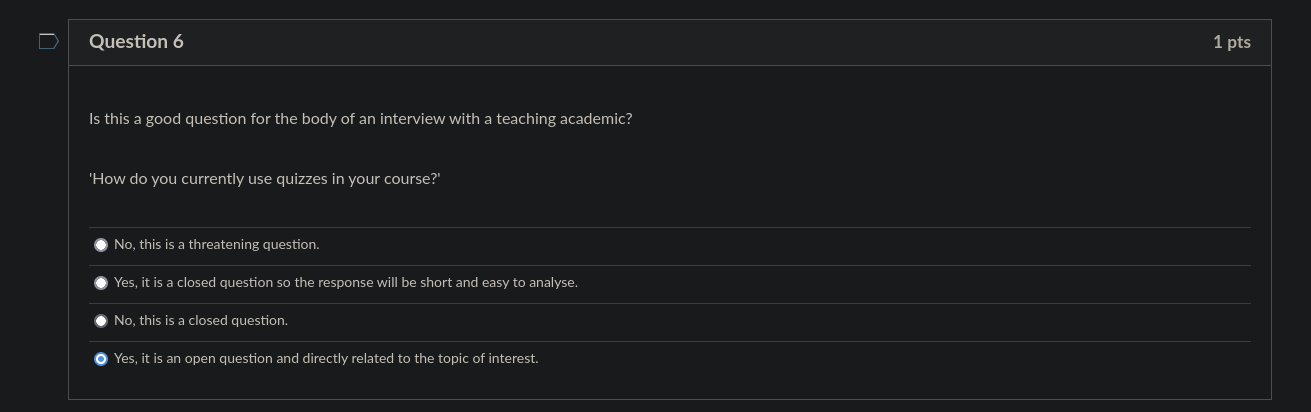 Question 6
1 pts
Is this a good question for the body of an interview with a teaching academic?
'How do you currently use quizzes in your course?'
No, this is a threatening question.
Yes, it is a closed question so the response will be short and easy to analyse.
No, this is a closed question.
Yes, it is an open question and directly related to the topic of interest.